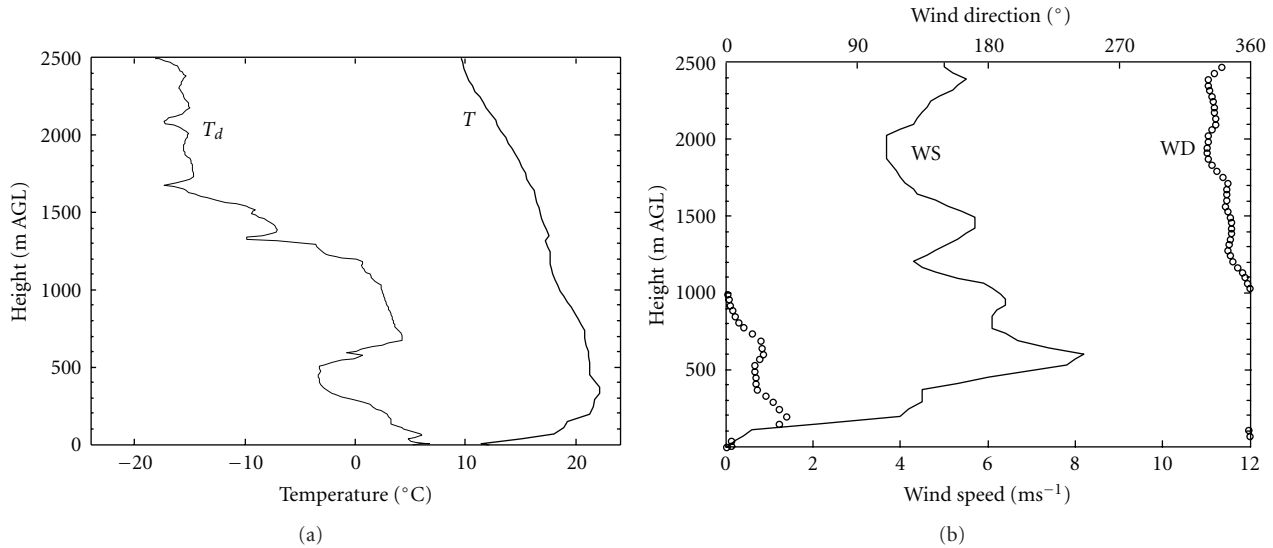 Wind direction (°)
0 90 180 270 360
2500
2000
1500
1000
500
0
Height (m AGL)
T_d
T
−20 −10 0 10 20
Temperature (°C)
(a)
2500
2000
1500
1000
500
Height (m AGL)
WS
WD
0 2 4 6 8 10 12
Wind speed (ms⁻¹)
(b)